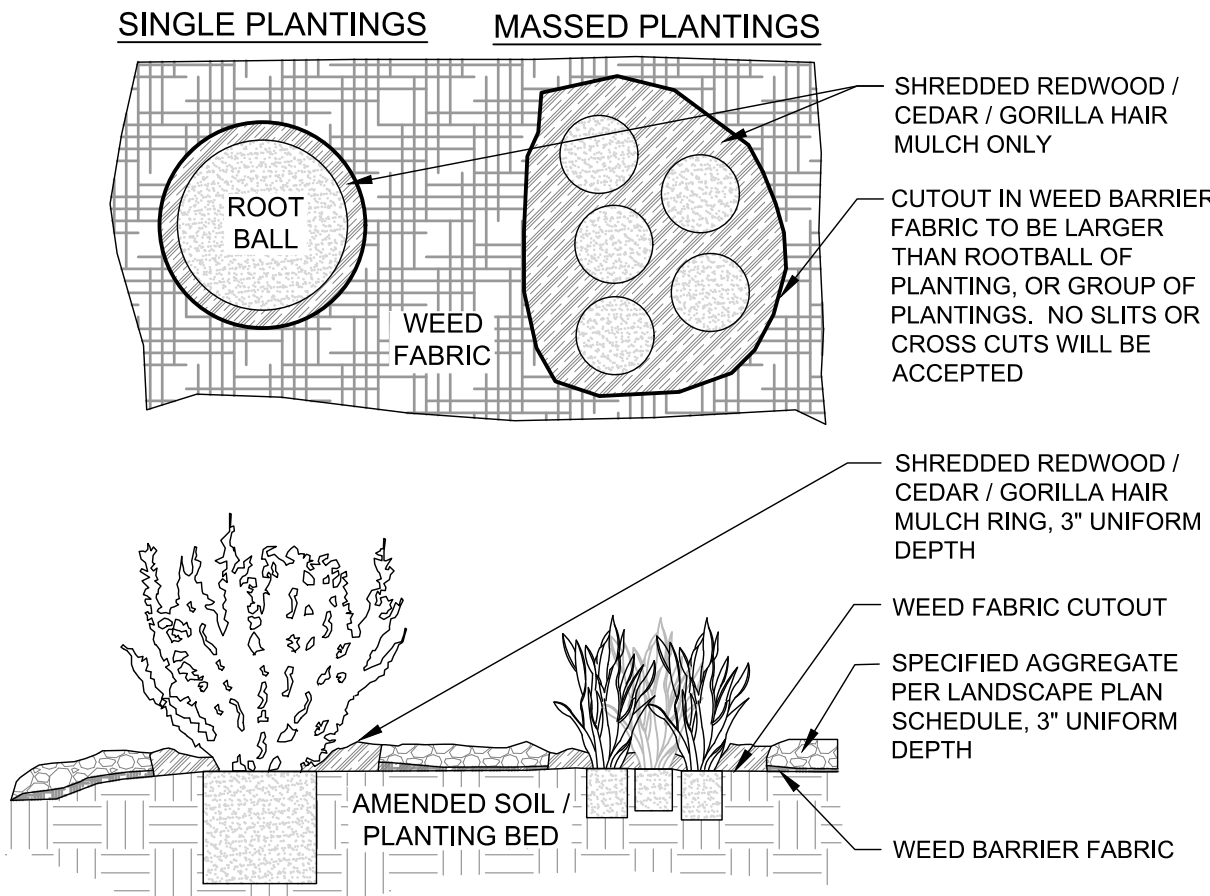 SINGLE PLANTINGS
MASSED PLANTINGS
SHREDDED REDWOOD /
CEDAR / GORILLA HAIR
MULCH ONLY
ROOT
BALL
CUTOUT IN WEED BARRIER
FABRIC TO BE LARGER
THAN ROOTBALL OF
PLANTING, OR GROUP OF
PLANTINGS.  NO SLITS OR
CROSS CUTS WILL BE
ACCEPTED
WEED
FABRIC
SHREDDED REDWOOD /
CEDAR / GORILLA HAIR
MULCH RING, 3" UNIFORM
DEPTH
WEED FABRIC CUTOUT
SPECIFIED AGGREGATE
PER LANDSCAPE PLAN
SCHEDULE, 3" UNIFORM
DEPTH
AMENDED SOIL /
PLANTING BED
WEED BARRIER FABRIC